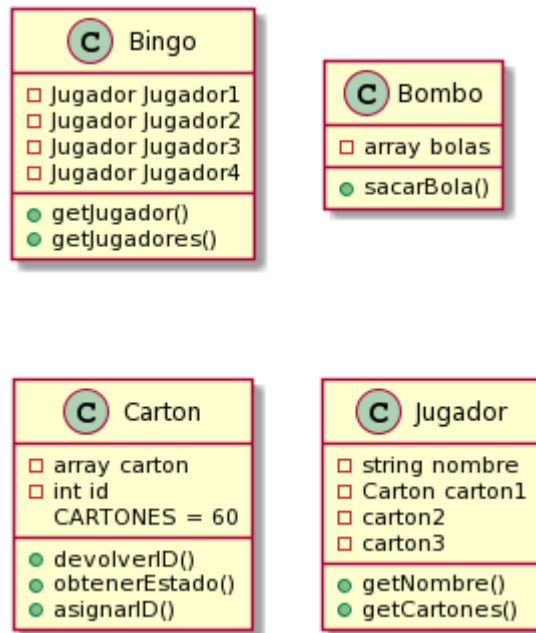 C Bingo
Jugador Jugador1
Jugador Jugador2
Jugador Jugador3
Jugador Jugador4
getJugador()
getJugadores()
C Bombo
array bolas
sacarBola()
C Carton
array carton
int id
CARTONES = 60
devolverID()
obtenerEstado()
asignarID()
C Jugador
string nombre
Carton carton1
carton2
carton3
getNombre()
getCartones()